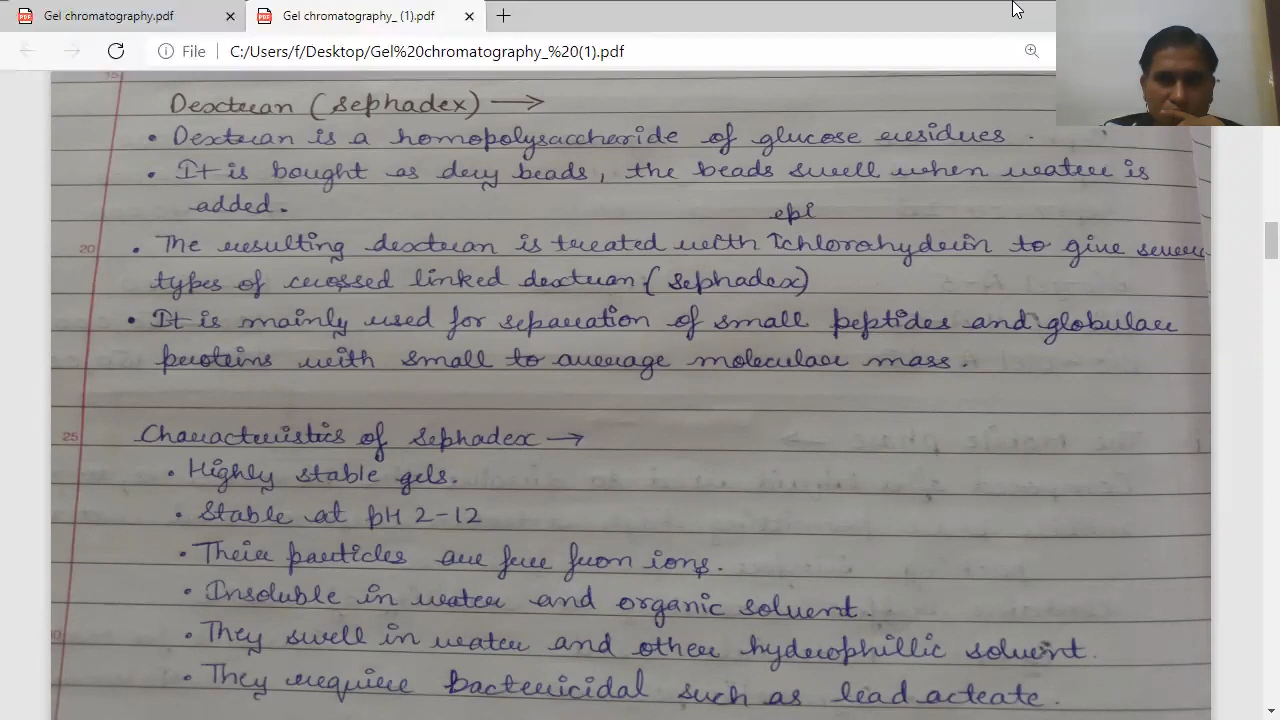 Gel chromatography.pdf
Gel chromatography_ (1).pdf
File
C:/Users/f/Desktop/Gel%20chromatography_%20(1).pdf
15
Dextran (Sephadex) →
• Dextran is a homopolysaccharide of glucose residues.
• It is bought as dry beads, the beads swell when water is
added.
epi
20
• The resulting dextran is treated with chlorohydrin to give
types of crossed linked dextran (Sephadex)
• It is mainly used for separation of small peptides and globular
proteins with small to average molecular mass.
25
Characteristics of Sephadex →
• Highly stable gels.
• Stable at pH 2-12
• Their particles are free from ions.
• Insoluble in water and organic solvent.
• They swell in water and other hydrophillic solvent.
• They require bactericidal such as lead acteate.